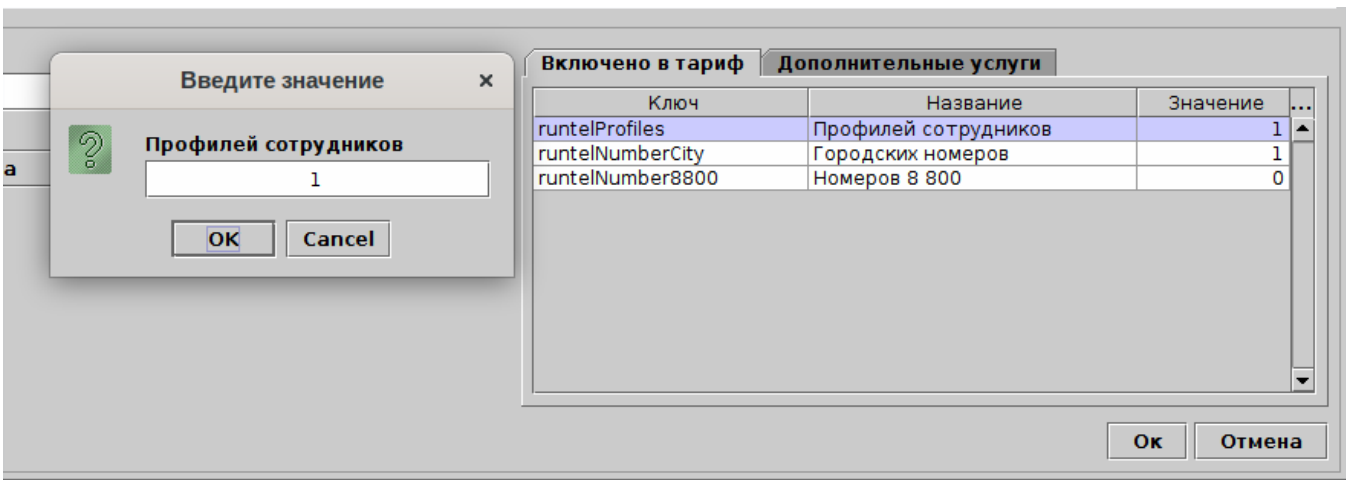 Введите значение
×
Профилей сотрудников
1
OK Cancel
а
Включено в тариф Дополнительные услуги
Ключ Название Значение ...
runtelProfiles Профилей сотрудников 1
runtelNumberCity Городских номеров 1
runtelNumber8800 Номеров 8 800 0
Ок Отмена